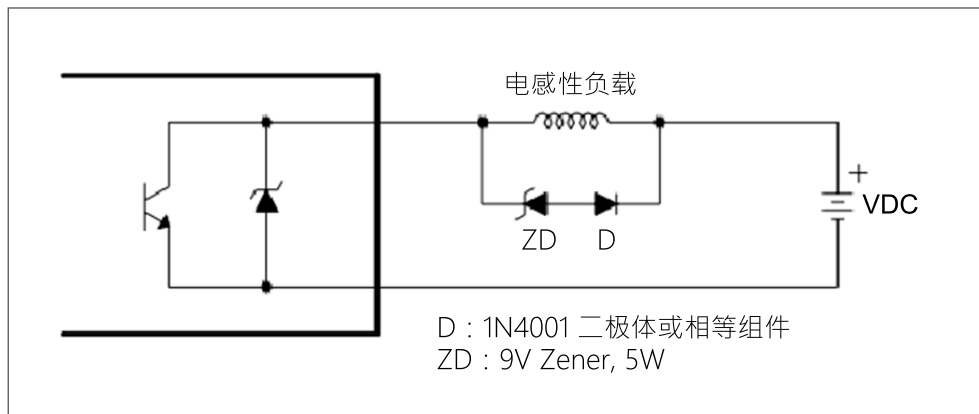 电感性负载
+
VDC
ZD D
D : 1N4001 二极体或相等组件
ZD : 9V Zener, 5W